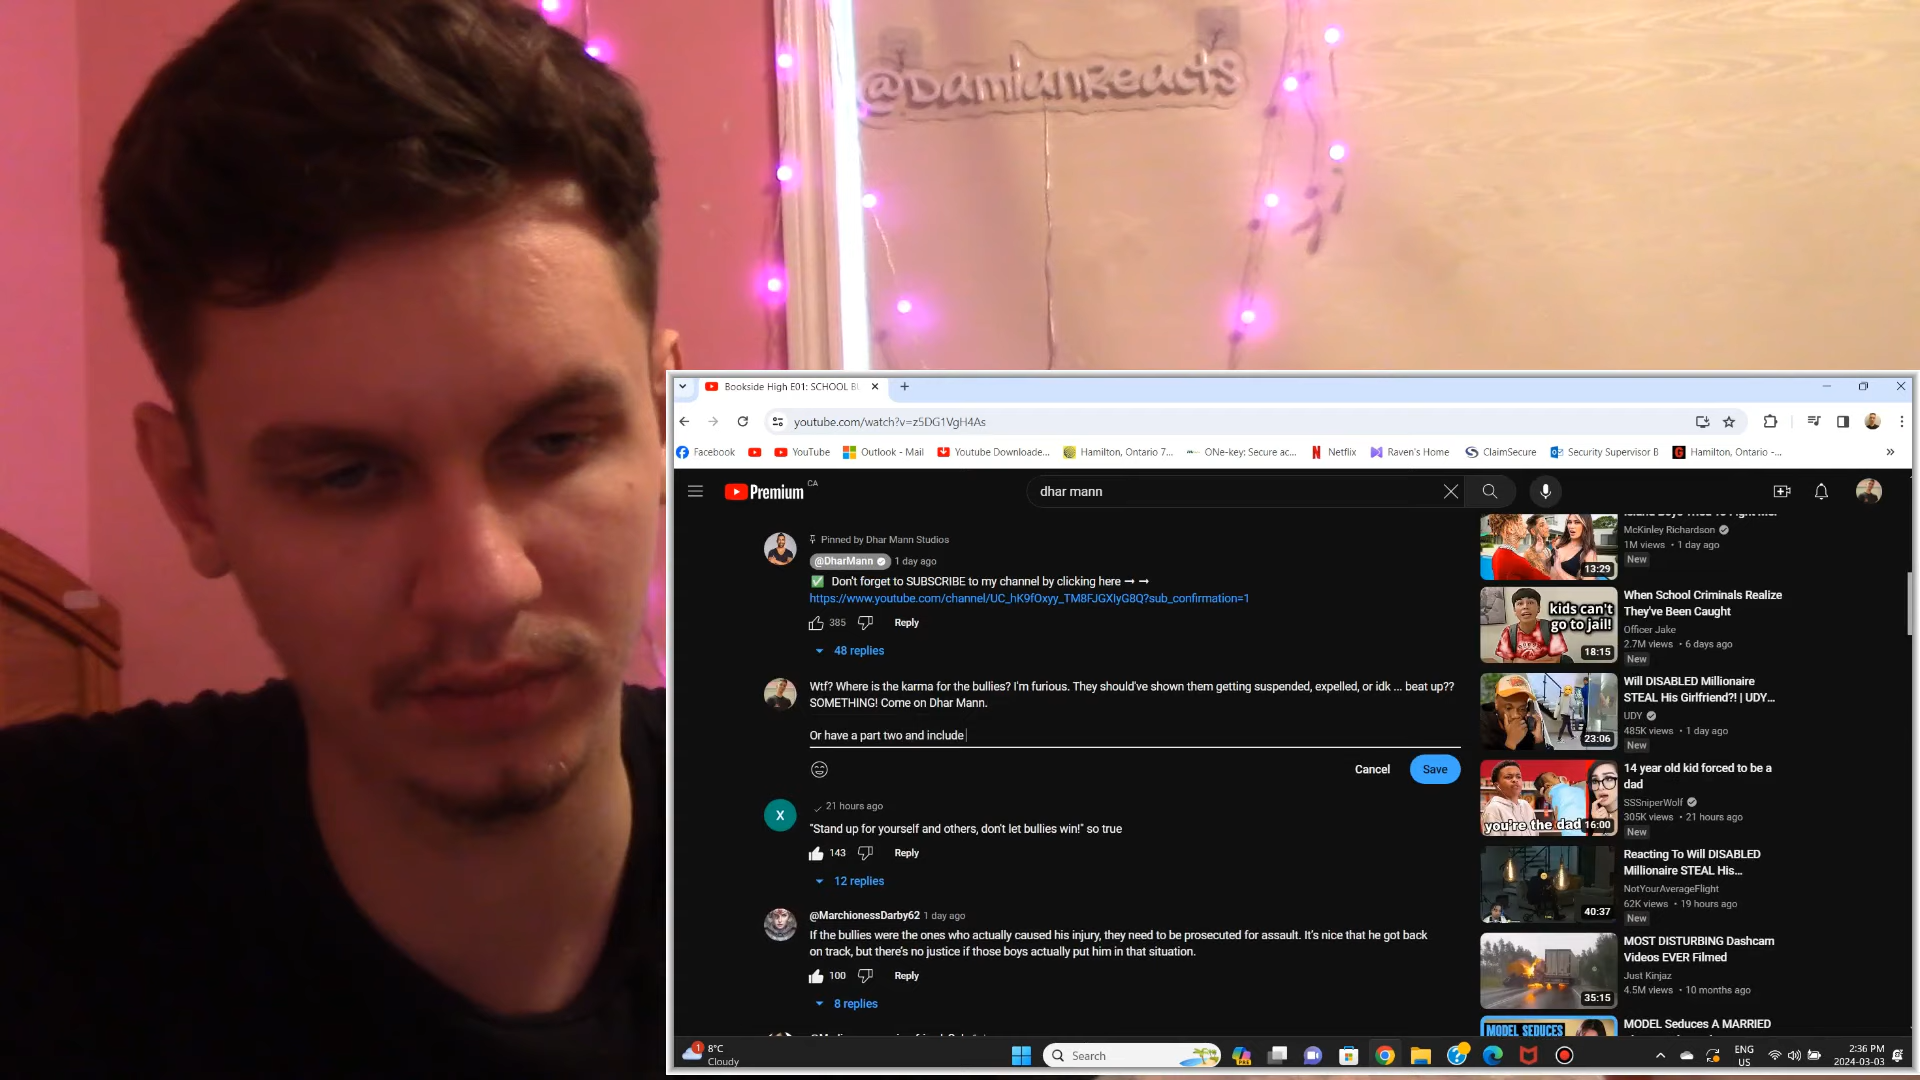 @DamianReacts
Bookside High E01: SCHOOL BU
youtube.com/watch?v=z5DG1VgH4As
Facebook
YouTube
Outlook - Mail
Youtube Downloade...
Hamilton, Ontario 7...
ONe-key: Secure ac...
Netflix
Raven's Home
ClaimSecure
Security Supervisor B
Hamilton, Ontario -...
Premium CA
dhar mann
Pinned by Dhar Mann Studios
@DharMann 1 day ago
Don't forget to SUBSCRIBE to my channel by clicking here ➞ ➞
https://www.youtube.com/channel/UC_hK9fOxyy_TM8FJGXIyG8Q?sub_confirmation=1
385 Reply
48 replies
Wtf? Where is the karma for the bullies? I'm furious. They should've shown them getting suspended, expelled, or idk ... beat up??
SOMETHING! Come on Dhar Mann.
Or have a part two and include
Cancel Save
X
21 hours ago
"Stand up for yourself and others, don't let bullies win!" so true
143 Reply
12 replies
@MarchionessDarby62 1 day ago
If the bullies were the ones who actually caused his injury, they need to be prosecuted for assault. It's nice that he got back
on track, but there's no justice if those boys actually put him in that situation.
100 Reply
8 replies
McKinley Richardson
1M views • 1 day ago
New
13:29
kids can't
go to jail!
18:15
When School Criminals Realize
They've Been Caught
Officer Jake
2.7M views • 6 days ago
New
23:06
Will DISABLED Millionaire
STEAL His Girlfriend?! | UDY...
UDY
485K views • 1 day ago
New
you're the dad 16:00
14 year old kid forced to be a
dad
SSSniperWolf
305K views • 21 hours ago
New
40:37
Reacting To Will DISABLED
Millionaire STEAL His...
NotYourAverageFlight
62K views • 19 hours ago
New
35:15
MOST DISTURBING Dashcam
Videos EVER Filmed
Just Kinjaz
4.5M views • 10 months ago
MODEL SEDUCES
MODEL Seduces A MARRIED
1
8°C
Cloudy
Search
ENG
US
2:36 PM
2024-03-03